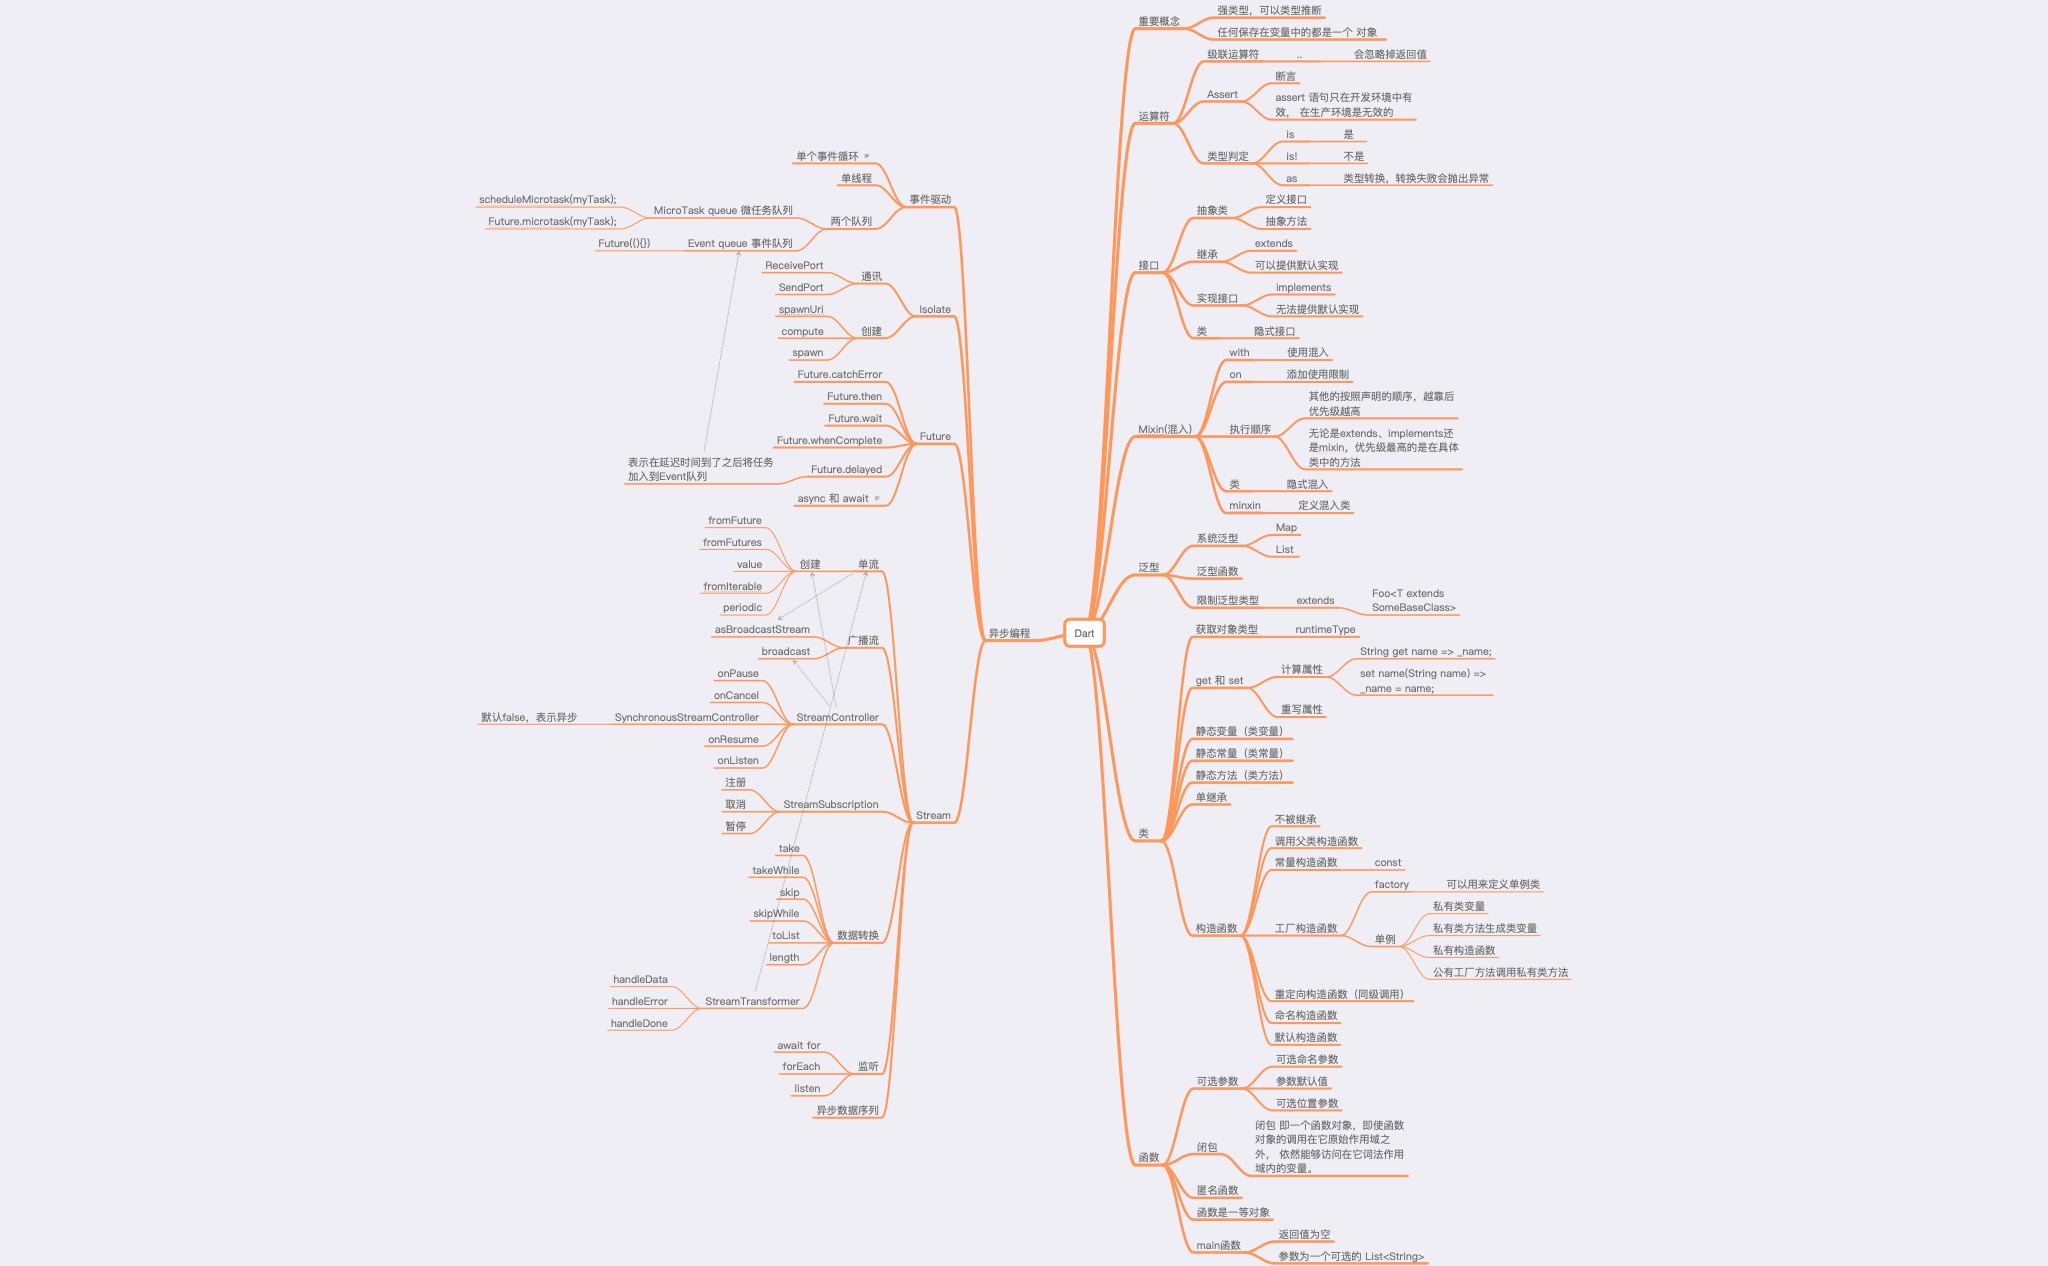 Dart
重要概念
强类型，可以类型推断
任何保存在变量中的都是一个 对象
运算符
级联运算符
..
会忽略掉返回值
Assert
断言
assert 语句只在开发环境中有
效， 在生产环境是无效的
类型判定
is
是
is!
不是
as
类型转换，转换失败会抛出异常
接口
抽象类
定义接口
抽象方法
继承
extends
可以提供默认实现
实现接口
implements
无法提供默认实现
类
隐式接口
Mixin(混入)
with
使用混入
on
添加使用限制
执行顺序
其他的按照声明的顺序，越靠后
优先级越高
无论是extends、implements还
是mixin，优先级最高的是在具体
类中的方法
类
隐式混入
minxin
定义混入类
泛型
系统泛型
Map
List
泛型函数
限制泛型类型
extends
Foo<T extends
SomeBaseClass>
类
获取对象类型
runtimeType
get 和 set
计算属性
String get name => _name;
set name(String name) =>
_name = name;
重写属性
静态变量（类变量）
静态常量（类常量）
静态方法（类方法）
单继承
构造函数
不被继承
调用父类构造函数
常量构造函数
const
工厂构造函数
factory
可以用来定义单例类
单例
私有类变量
私有类方法生成类变量
私有构造函数
公有工厂方法调用私有类方法
重定向构造函数（同级调用）
命名构造函数
默认构造函数
函数
可选参数
可选命名参数
参数默认值
可选位置参数
闭包
闭包 即一个函数对象，即使函数
对象的调用在它原始作用域之
外， 依然能够访问在它词法作用
域内的变量。
匿名函数
函数是一等对象
main函数
返回值为空
参数为一个可选的 List<String>
异步编程
事件驱动
单个事件循环
单线程
两个队列
MicroTask queue 微任务队列
scheduleMicrotask(myTask);
Future.microtask(myTask);
Event queue 事件队列
Future((){})
Isolate
通讯
ReceivePort
SendPort
创建
spawnUri
compute
spawn
Future
Future.catchError
Future.then
Future.wait
Future.whenComplete
Future.delayed
表示在延迟时间到了之后将任务
加入到Event队列
async 和 await
Stream
单流
创建
fromFuture
fromFutures
value
fromIterable
periodic
广播流
asBroadcastStream
broadcast
StreamController
onPause
onCancel
SynchronousStreamController
默认false，表示异步
onResume
onListen
StreamSubscription
注册
取消
暂停
数据转换
take
takeWhile
skip
skipWhile
toList
length
StreamTransformer
handleData
handleError
handleDone
监听
await for
forEach
listen
异步数据序列